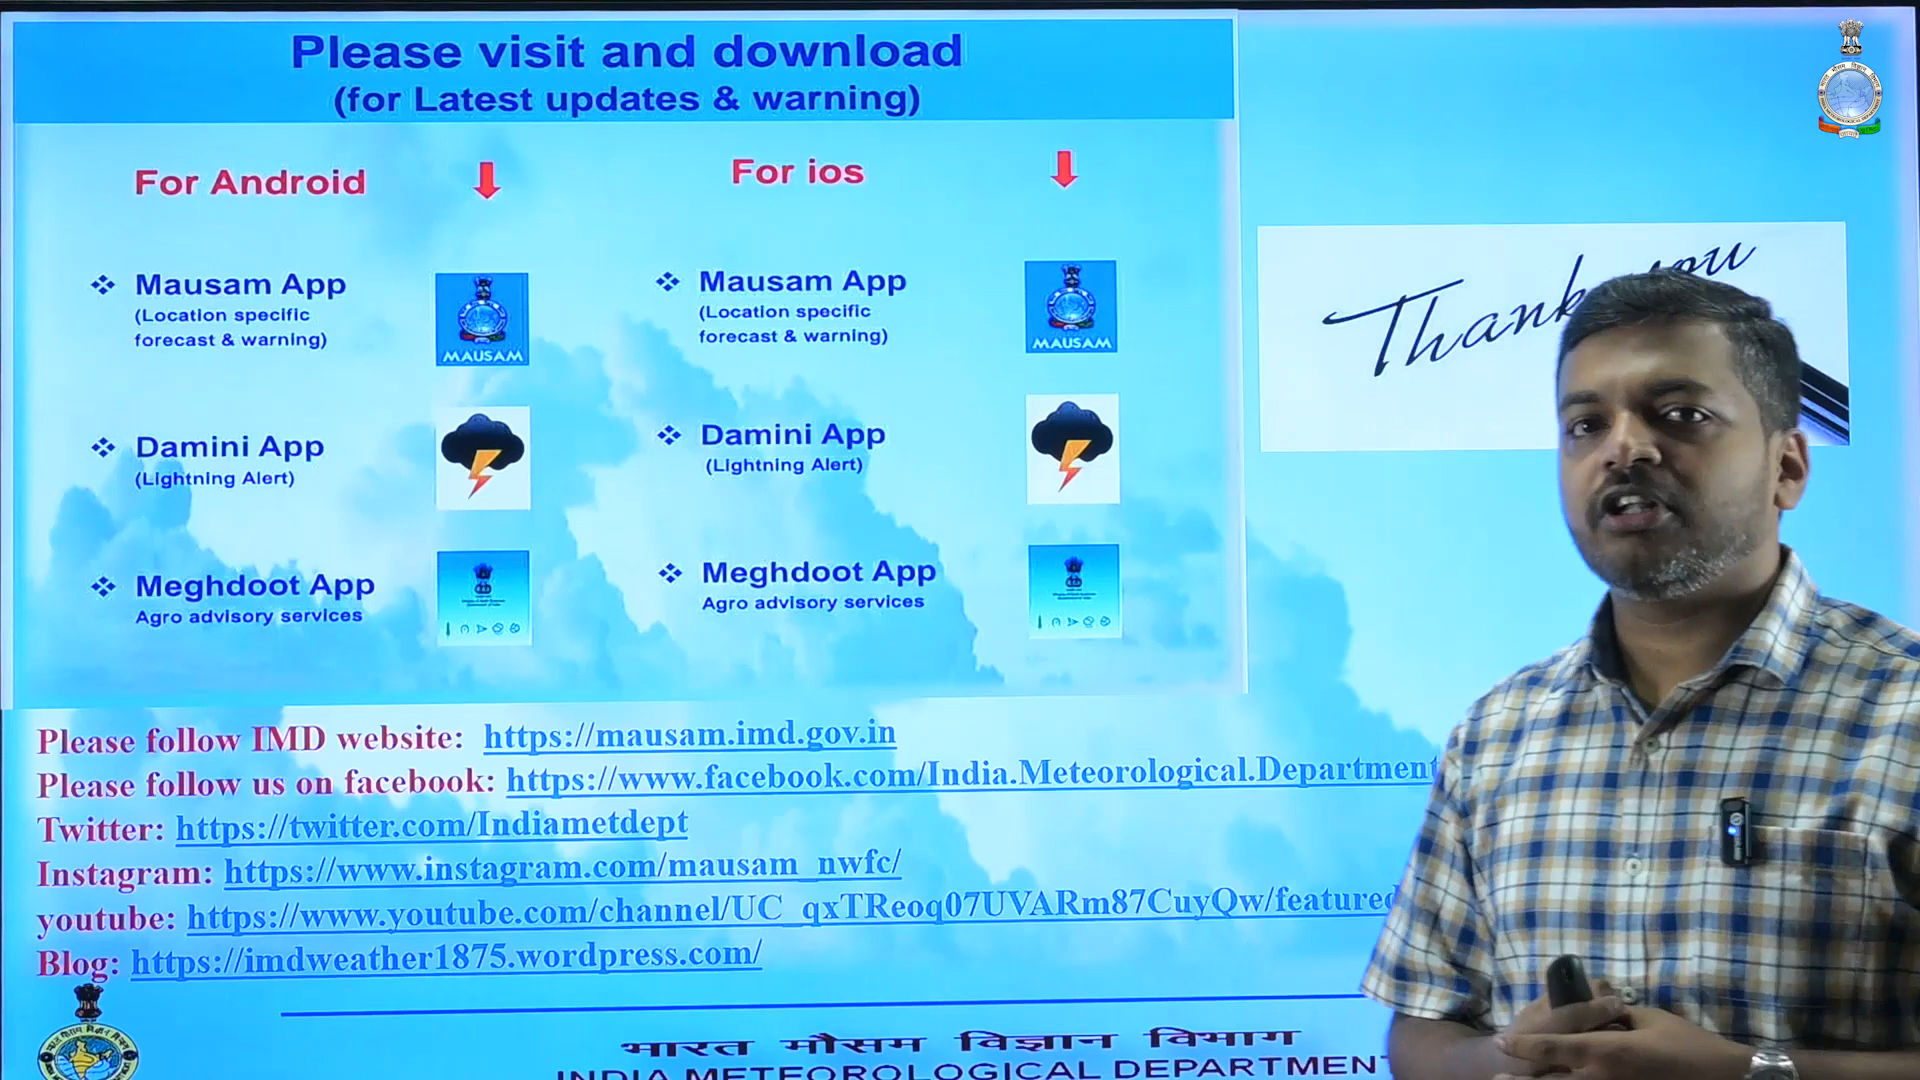 Please visit and download
(for Latest updates & warning)
For Android
For ios
Mausam App
(Location specific
forecast & warning)
MAUSAM
Mausam App
(Location specific
forecast & warning)
MAUSAM
Damini App
(Lightning Alert)
Damini App
(Lightning Alert)
Meghdoot App
Agro advisory services
Meghdoot App
Agro advisory services
Thank you
Please follow IMD website: https://mausam.imd.gov.in
Please follow us on facebook: https://www.facebook.com/India.Meteorological.Department
Twitter: https://twitter.com/Indiametdept
Instagram: https://www.instagram.com/mausam_nwfc/
youtube: https://www.youtube.com/channel/UC_qxTReoq07UVARm87CuyQw/featured
Blog: https://imdweather1875.wordpress.com/
भारत मौसम विज्ञान विभाग
INDIA METEOROLOGICAL DEPARTMENT